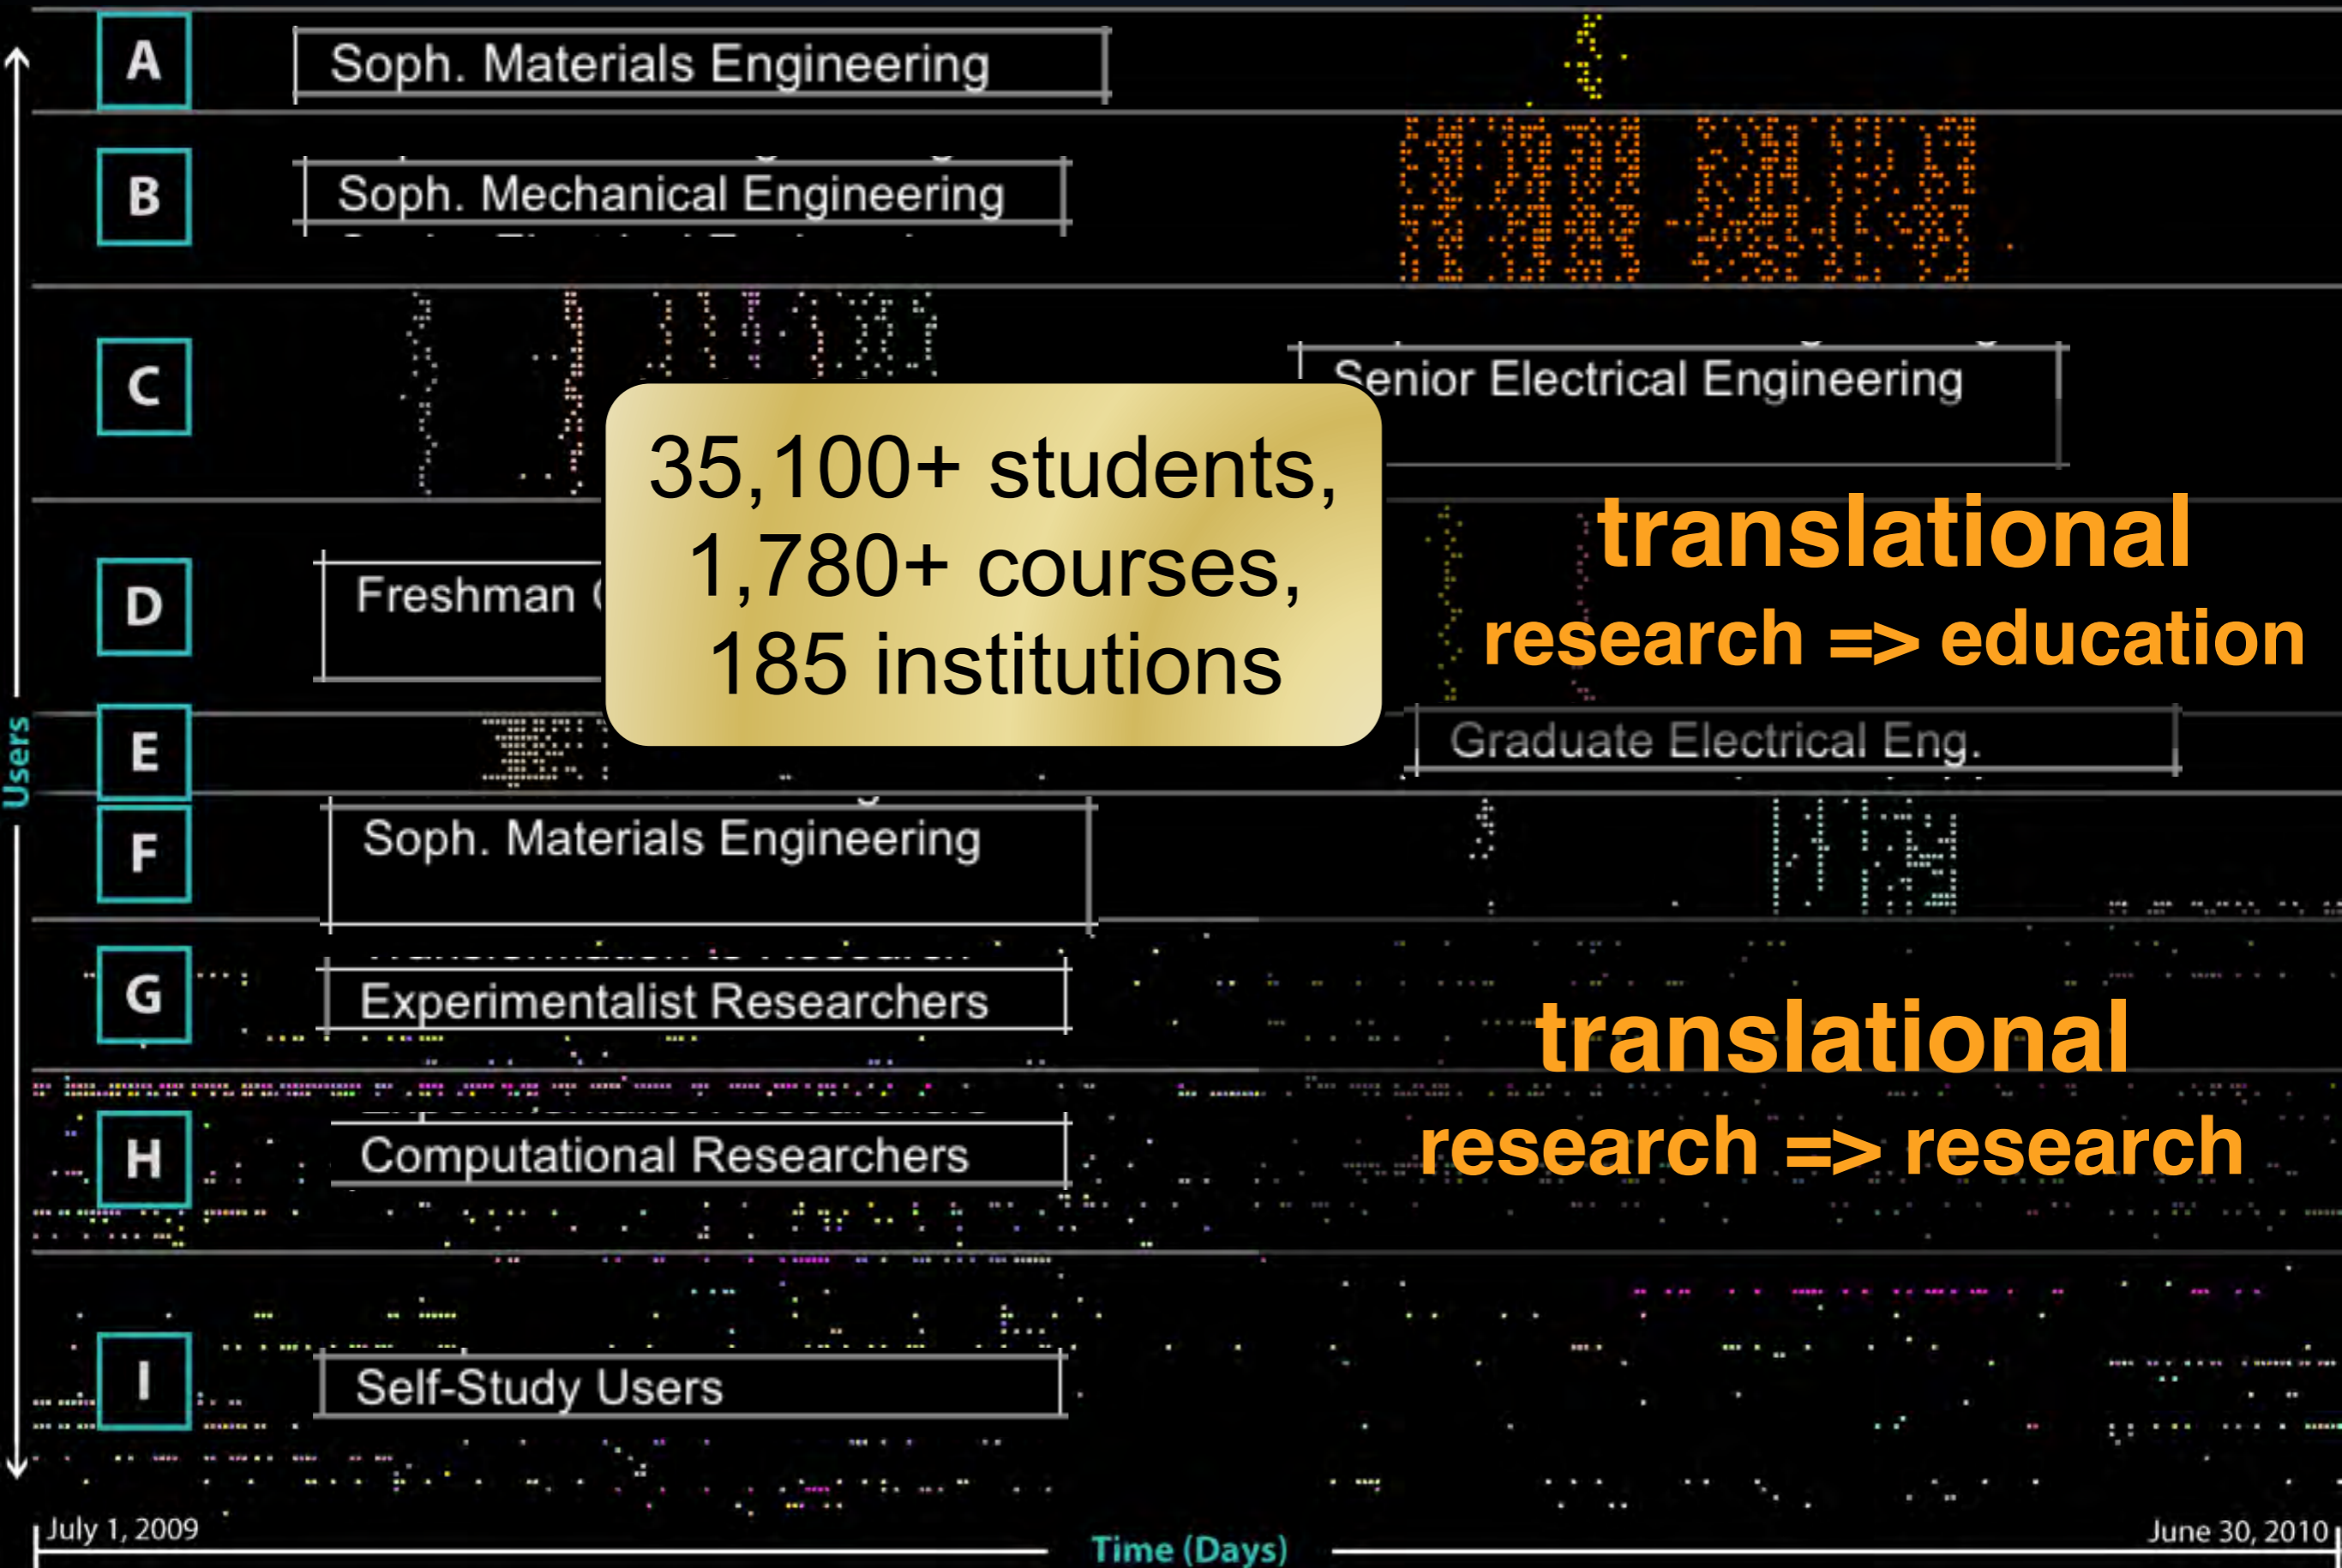 A
Soph. Materials Engineering
B
Soph. Mechanical Engineering
C
Senior Electrical Engineering
35,100+ students,
1,780+ courses,
185 institutions
translational
research => education
D
Freshman
E
Graduate Electrical Eng.
Users
F
Soph. Materials Engineering
G
Experimentalist Researchers
translational
research => research
H
Computational Researchers
I
Self-Study Users
July 1, 2009
Time (Days)
June 30, 2010